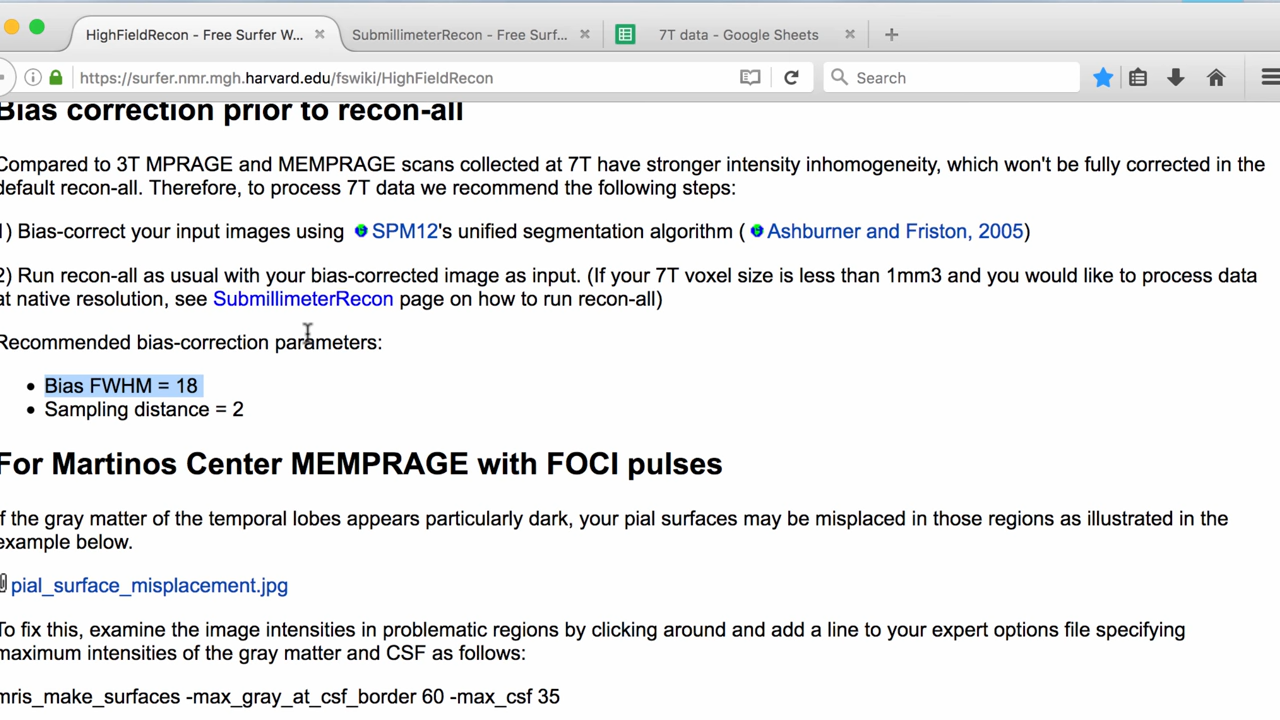 HighFieldRecon - Free Surfer W...
SubmillimeterRecon - Free Surf...
7T data - Google Sheets
https://surfer.nmr.mgh.harvard.edu/fswiki/HighFieldRecon
Search
Bias correction prior to recon-all
Compared to 3T MPRAGE and MEMPRAGE scans collected at 7T have stronger intensity inhomogeneity, which won't be fully corrected in the
default recon-all. Therefore, to process 7T data we recommend the following steps:
1) Bias-correct your input images using SPM12's unified segmentation algorithm ( Ashburner and Friston, 2005)
2) Run recon-all as usual with your bias-corrected image as input. (If your 7T voxel size is less than 1mm3 and you would like to process data
at native resolution, see SubmillimeterRecon page on how to run recon-all)
Recommended bias-correction parameters:
• Bias FWHM = 18
• Sampling distance = 2
For Martinos Center MEMPRAGE with FOCI pulses
If the gray matter of the temporal lobes appears particularly dark, your pial surfaces may be misplaced in those regions as illustrated in the
example below.
pial_surface_misplacement.jpg
To fix this, examine the image intensities in problematic regions by clicking around and add a line to your expert options file specifying
maximum intensities of the gray matter and CSF as follows:
mris_make_surfaces -max_gray_at_csf_border 60 -max_csf 35